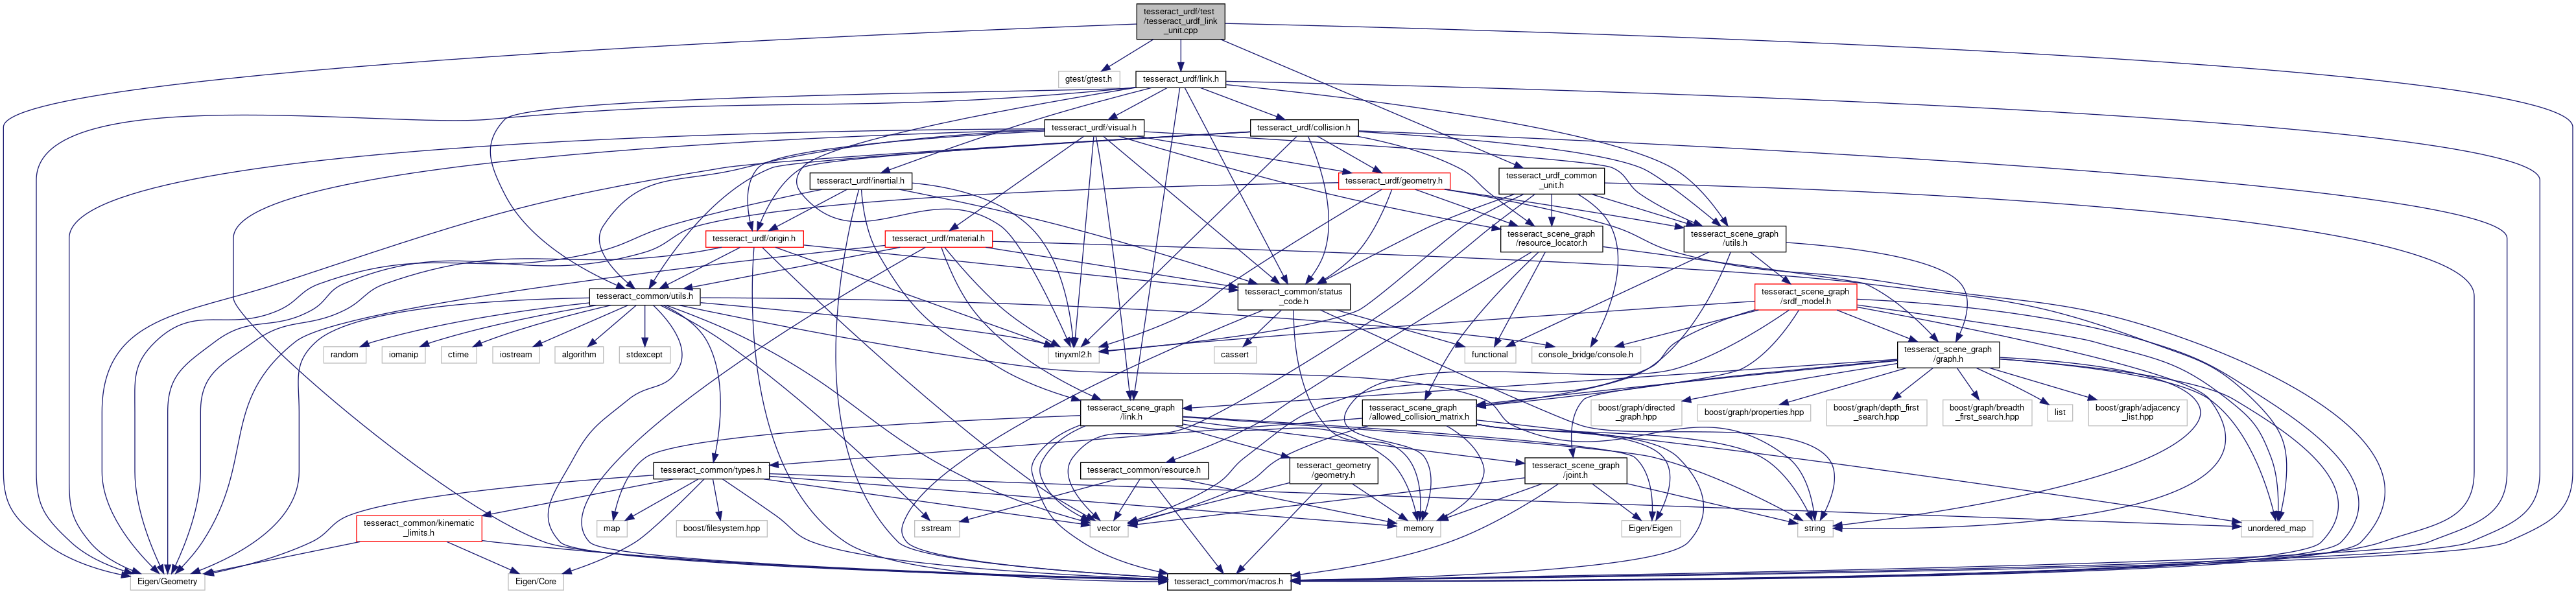 tesseract_urdf/test
/tesseract_urdf_link
_unit.cpp
gtest/gtest.h
tesseract_urdf/link.h
tesseract_urdf/visual.h
tesseract_urdf/collision.h
tesseract_urdf/inertial.h
tesseract_urdf/geometry.h
tesseract_urdf_common
_unit.h
tesseract_urdf/origin.h
tesseract_urdf/material.h
tesseract_scene_graph
/resource_locator.h
tesseract_scene_graph
/utils.h
tesseract_common/utils.h
tesseract_common/status
_code.h
tesseract_scene_graph
/srdf_model.h
random
iomanip
ctime
iostream
algorithm
stdexcept
tinyxml2.h
cassert
functional
console_bridge/console.h
tesseract_scene_graph
/graph.h
tesseract_scene_graph
/link.h
tesseract_scene_graph
/allowed_collision_matrix.h
boost/graph/directed
_graph.hpp
boost/graph/properties.hpp
boost/graph/depth_first
_search.hpp
boost/graph/breadth
_first_search.hpp
list
boost/graph/adjacency
_list.hpp
tesseract_common/types.h
tesseract_common/resource.h
tesseract_geometry
/geometry.h
tesseract_scene_graph
/joint.h
tesseract_common/kinematic
_limits.h
map
boost/filesystem.hpp
sstream
vector
memory
Eigen/Eigen
string
unordered_map
Eigen/Geometry
Eigen/Core
tesseract_common/macros.h